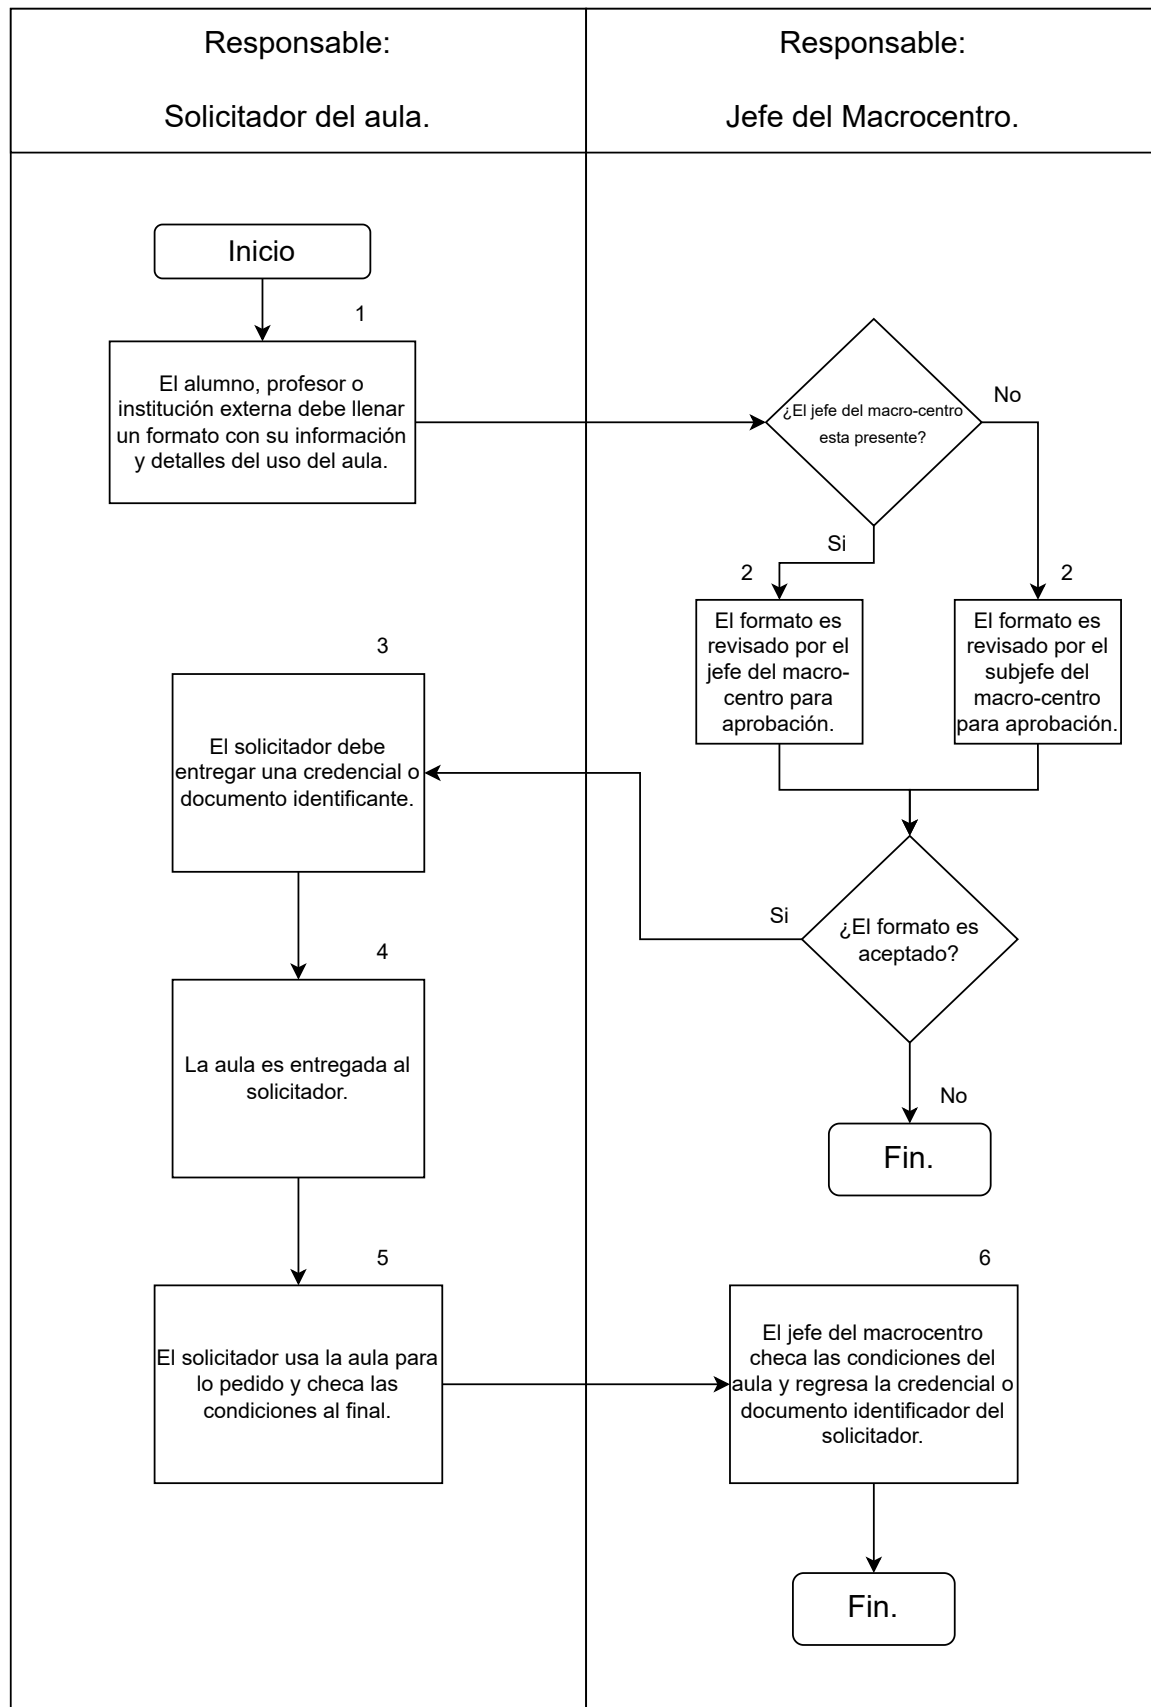 Responsable:
Solicitador del aula.
Responsable:
Jefe del Macrocentro.
Inicio
1
El alumno, profesor o
institución externa debe llenar
un formato con su información
y detalles del uso del aula.
¿El jefe del macro-centro
esta presente?
No
Si
2
El formato es
revisado por el
jefe del macro-
centro para
aprobación.
2
El formato es
revisado por el
subjefe del
macro-centro
para aprobación.
¿El formato es
aceptado?
Si
No
Fin.
3
El solicitador debe
entregar una credencial o
documento identificante.
4
La aula es entregada al
solicitador.
5
El solicitador usa la aula para
lo pedido y checa las
condiciones al final.
6
El jefe del macrocentro
checa las condiciones del
aula y regresa la credencial o
documento identificador del
solicitador.
Fin.